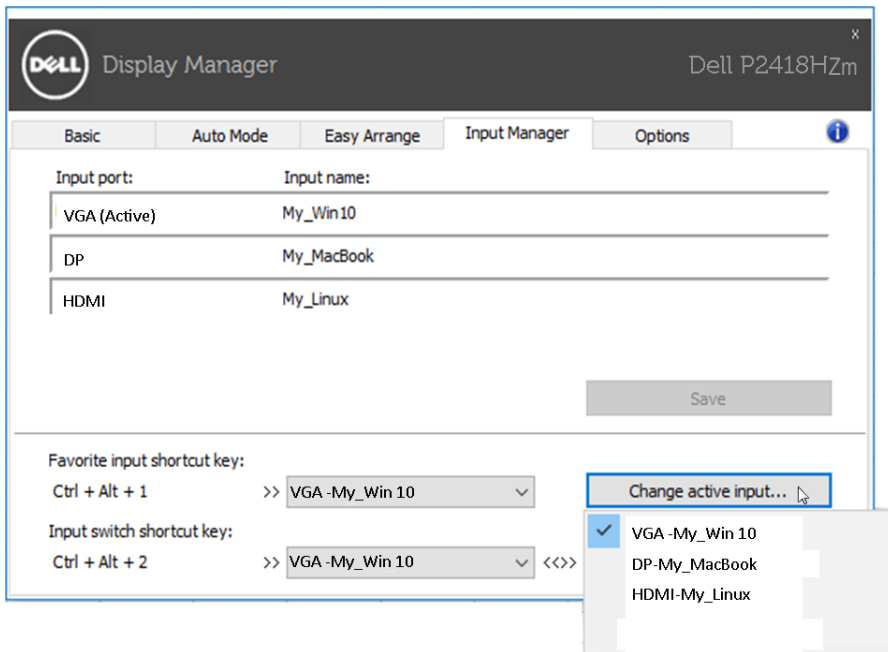 DELL Display Manager
x
Dell P2418HZm
Basic Auto Mode Easy Arrange Input Manager Options i
Input port: Input name:
VGA (Active) My_Win10
DP My_MacBook
HDMI My_Linux
Save
Favorite input shortcut key:
Ctrl + Alt + 1 >> VGA -My_Win 10 Change active input...
Input switch shortcut key:
Ctrl + Alt + 2 >> VGA -My_Win 10 <<>>
VGA -My_Win 10
DP-My_MacBook
HDMI-My_Linux